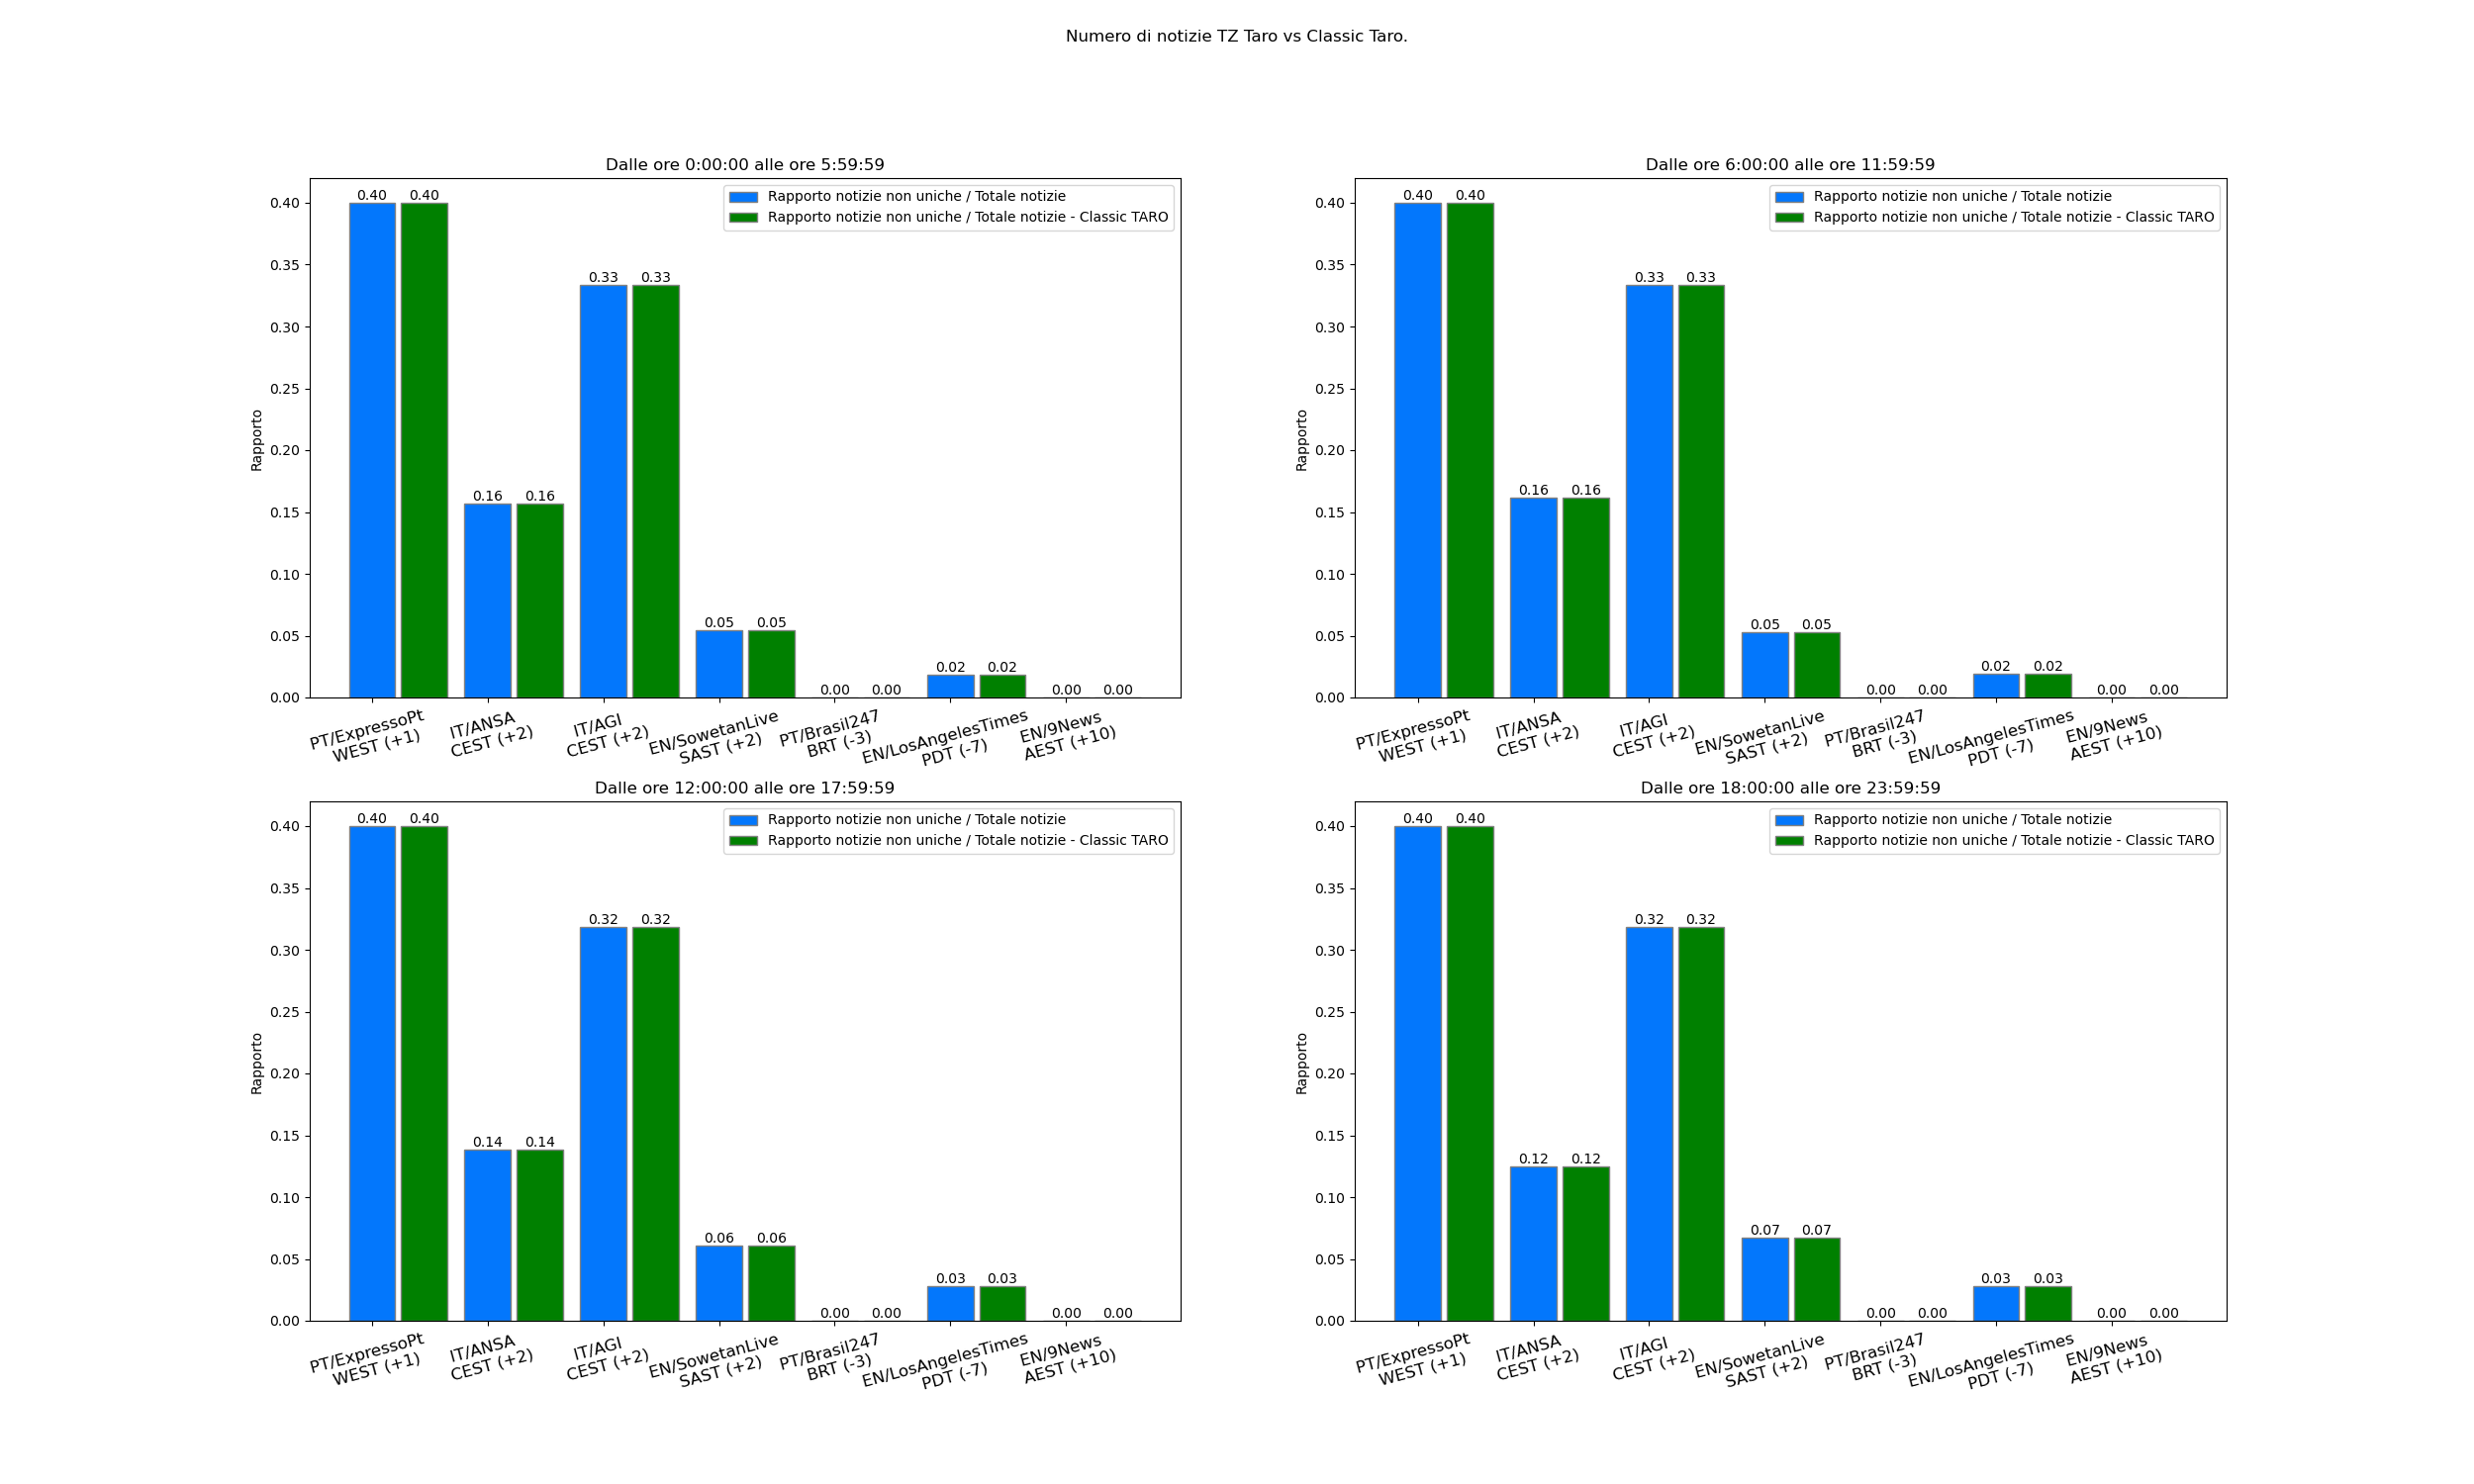 Numero di notizie TZ Taro vs Classic Taro.
Dalle ore 0:00:00 alle ore 5:59:59
Rapporto notizie non uniche / Totale notizie
Rapporto notizie non uniche / Totale notizie - Classic TARO
0.40 0.40
0.16 0.16
0.33 0.33
0.05 0.05
0.00 0.00
0.02 0.02
0.00 0.00
0.40
0.35
0.30
0.25
0.20
0.15
0.10
0.05
0.00
Rapporto
PT/ExpressoPt
WEST (+1)
IT/ANSA
CEST (+2)
IT/AGI
CEST (+2)
EN/SowetanLive
SAST (+2)
PT/Brasil247
BRT (-3)
EN/LosAngelesTimes
PDT (-7)
EN/9News
AEST (+10)
Dalle ore 6:00:00 alle ore 11:59:59
Rapporto notizie non uniche / Totale notizie
Rapporto notizie non uniche / Totale notizie - Classic TARO
0.40 0.40
0.16 0.16
0.33 0.33
0.05 0.05
0.00 0.00
0.02 0.02
0.00 0.00
0.40
0.35
0.30
0.25
0.20
0.15
0.10
0.05
0.00
Rapporto
PT/ExpressoPt
WEST (+1)
IT/ANSA
CEST (+2)
IT/AGI
CEST (+2)
EN/SowetanLive
SAST (+2)
PT/Brasil247
BRT (-3)
EN/LosAngelesTimes
PDT (-7)
EN/9News
AEST (+10)
Dalle ore 12:00:00 alle ore 17:59:59
Rapporto notizie non uniche / Totale notizie
Rapporto notizie non uniche / Totale notizie - Classic TARO
0.40 0.40
0.14 0.14
0.32 0.32
0.06 0.06
0.00 0.00
0.03 0.03
0.00 0.00
0.40
0.35
0.30
0.25
0.20
0.15
0.10
0.05
0.00
Rapporto
PT/ExpressoPt
WEST (+1)
IT/ANSA
CEST (+2)
IT/AGI
CEST (+2)
EN/SowetanLive
SAST (+2)
PT/Brasil247
BRT (-3)
EN/LosAngelesTimes
PDT (-7)
EN/9News
AEST (+10)
Dalle ore 18:00:00 alle ore 23:59:59
Rapporto notizie non uniche / Totale notizie
Rapporto notizie non uniche / Totale notizie - Classic TARO
0.40 0.40
0.12 0.12
0.32 0.32
0.07 0.07
0.00 0.00
0.03 0.03
0.00 0.00
0.40
0.35
0.30
0.25
0.20
0.15
0.10
0.05
0.00
Rapporto
PT/ExpressoPt
WEST (+1)
IT/ANSA
CEST (+2)
IT/AGI
CEST (+2)
EN/SowetanLive
SAST (+2)
PT/Brasil247
BRT (-3)
EN/LosAngelesTimes
PDT (-7)
EN/9News
AEST (+10)